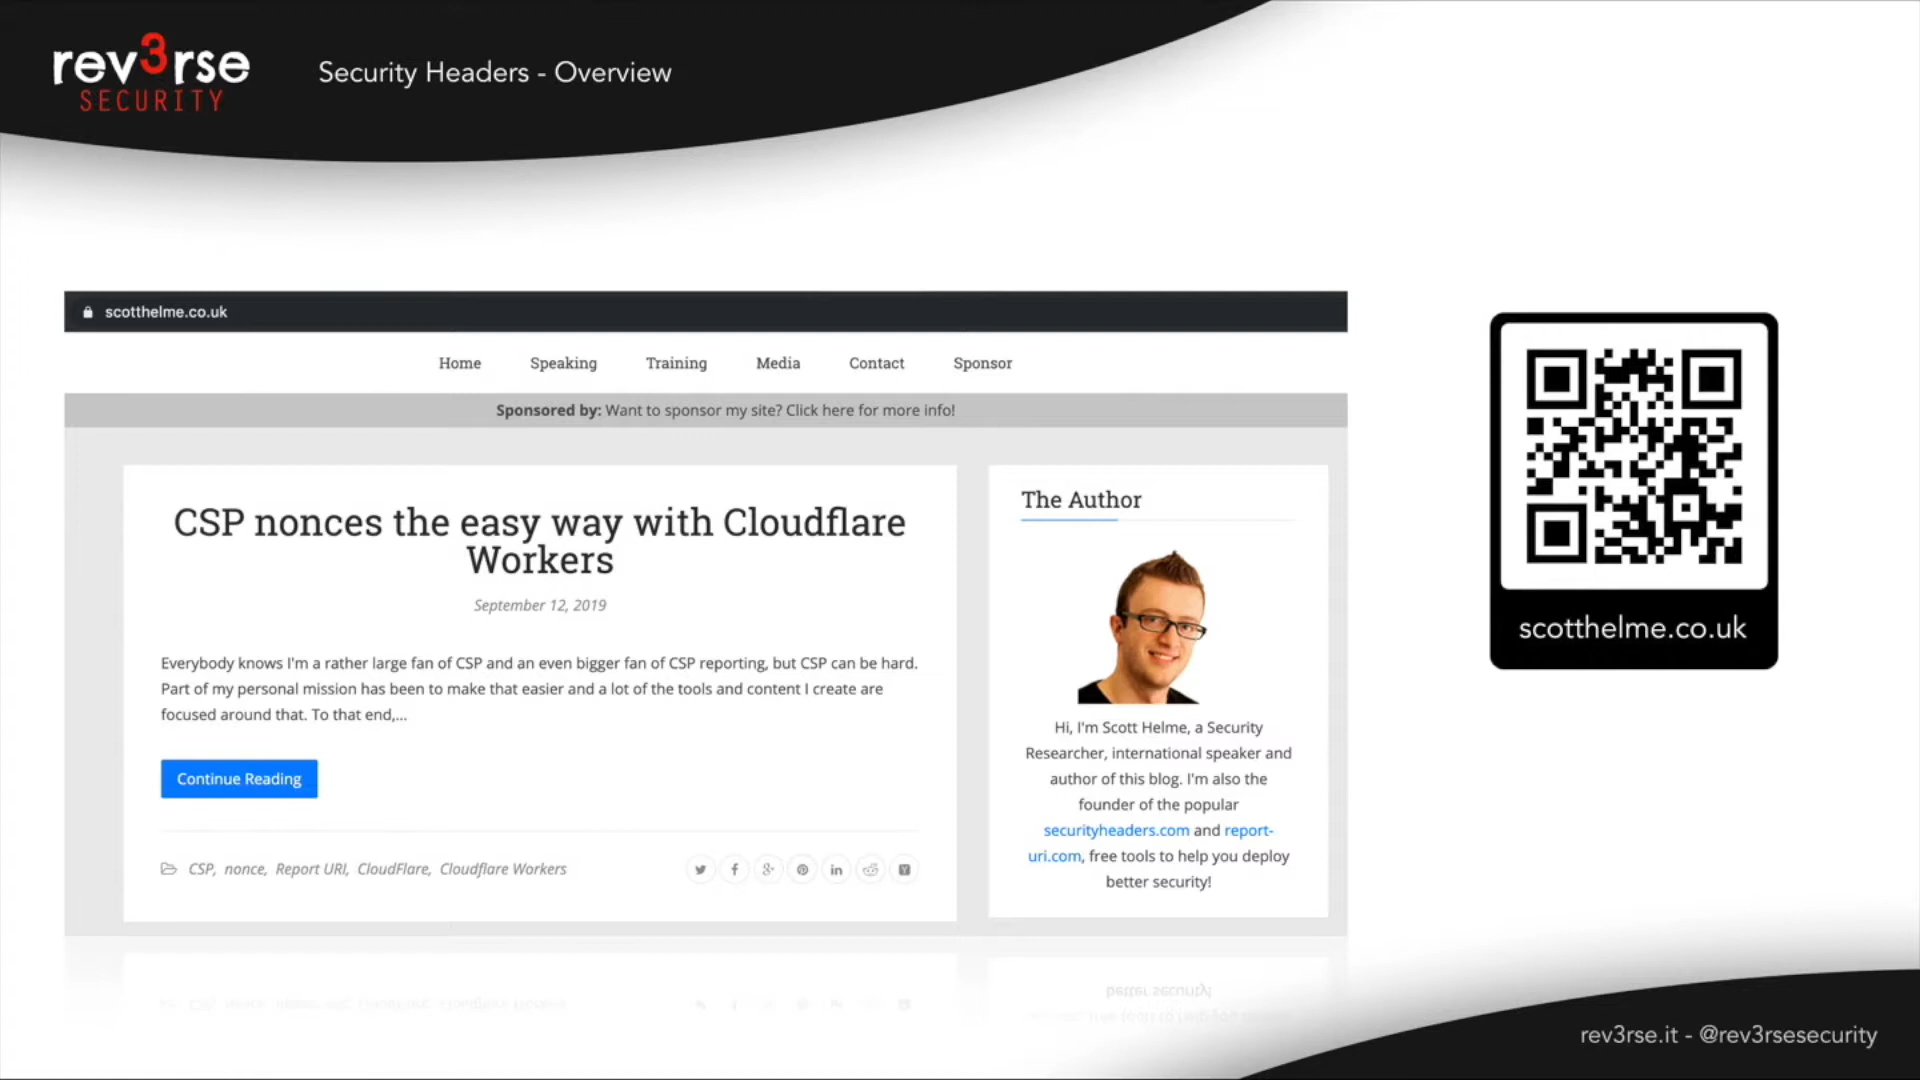 rev3rse
SECURITY
Security Headers - Overview
scotthelme.co.uk
Home Speaking Training Media Contact Sponsor
Sponsored by: Want to sponsor my site? Click here for more info!
CSP nonces the easy way with Cloudflare
Workers
September 12, 2019
Everybody knows I'm a rather large fan of CSP and an even bigger fan of CSP reporting, but CSP can be hard.
Part of my personal mission has been to make that easier and a lot of the tools and content I create are
focused around that. To that end,...
Continue Reading
CSP, nonce, Report URI, CloudFlare, Cloudflare Workers
The Author
Hi, I'm Scott Helme, a Security
Researcher, international speaker and
author of this blog. I'm also the
founder of the popular
securityheaders.com and report-
uri.com, free tools to help you deploy
better security!
scotthelme.co.uk
rev3rse.it - @rev3rsesecurity